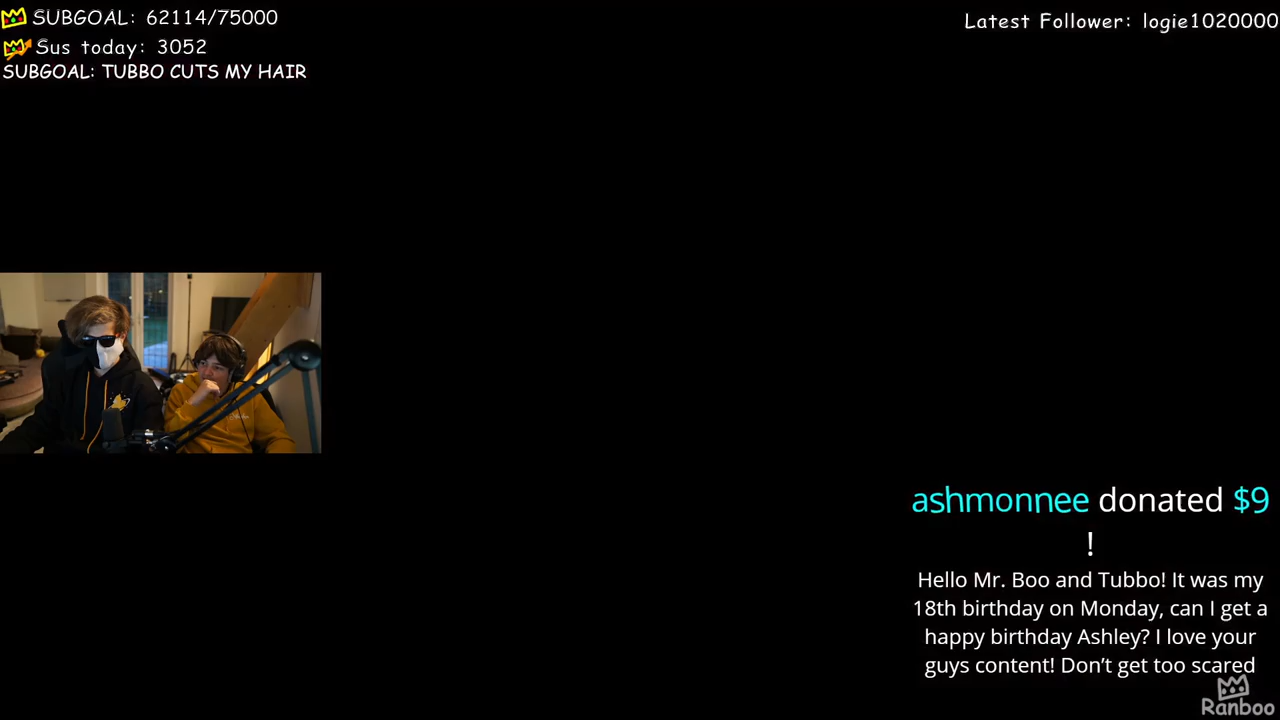 SUBGOAL: 62114/75000
Sus today: 3052
SUBGOAL: TUBBO CUTS MY HAIR
Latest Follower: logie1020000
ashmonnee donated $9
!
Hello Mr. Boo and Tubbo! It was my
18th birthday on Monday, can I get a
happy birthday Ashley? I love your
guys content! Don’t get too scared
Ranboo